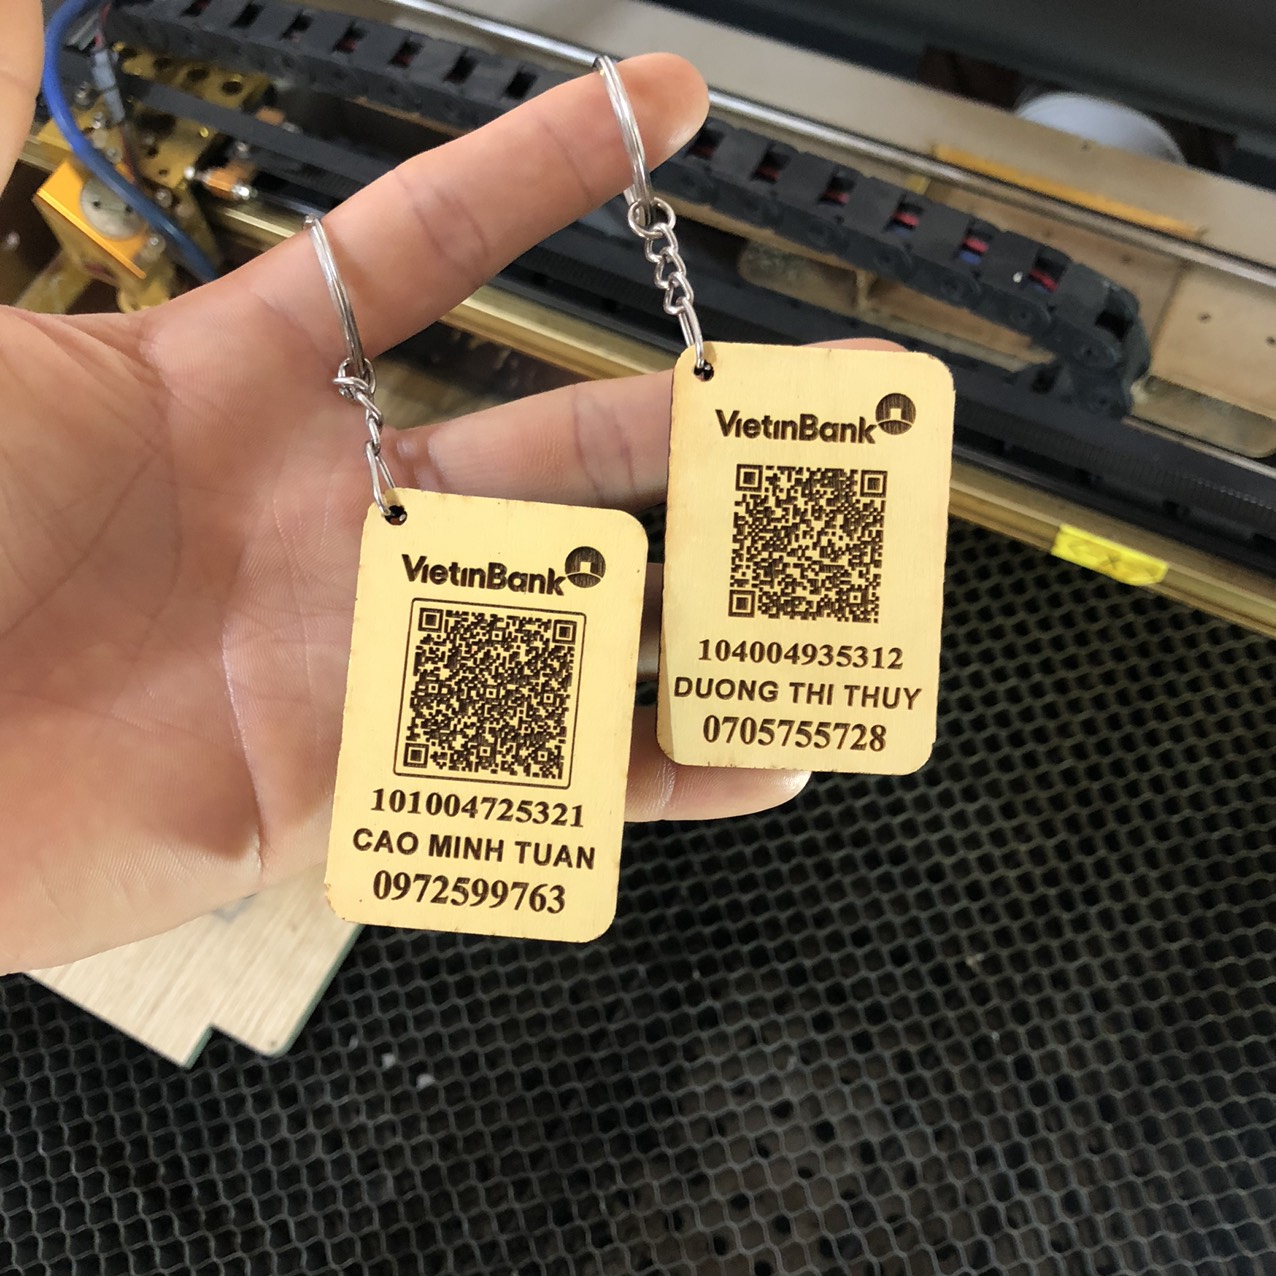 VietinBank
101004725321
CAO MINH TUAN
0972599763
VietinBank
104004935312
DUONG THI THUY
0705755728